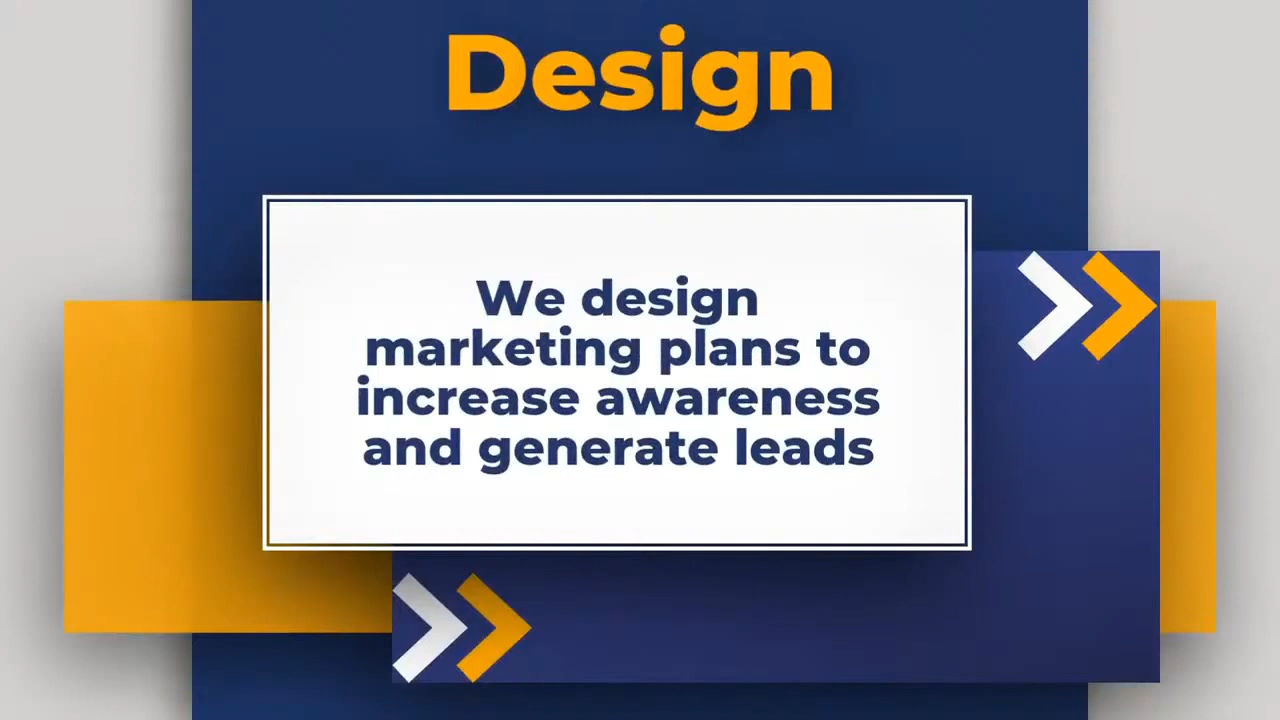 Design
We design
marketing plans to
increase awareness
and generate leads